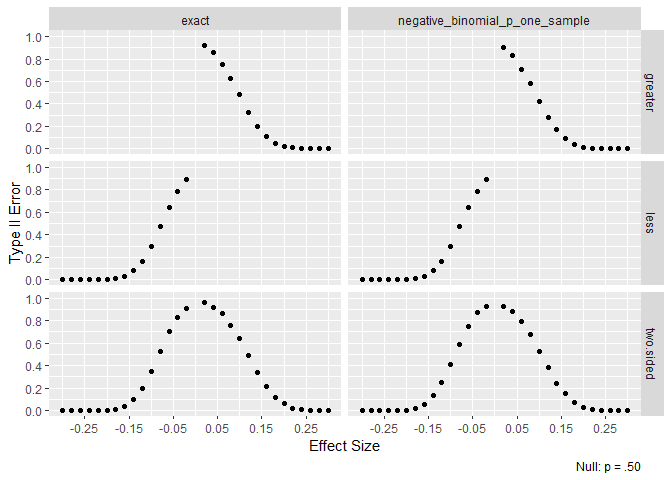 exact
negative_binomial_p_one_sample
Type II Error
1.0
0.8
0.6
0.4
0.2
0.0
greater
1.0
0.8
0.6
0.4
0.2
0.0
less
1.0
0.8
0.6
0.4
0.2
0.0
two.sided
-0.25 -0.15 -0.05 0.05 0.15 0.25
-0.25 -0.15 -0.05 0.05 0.15 0.25
Effect Size
Null: p = .50